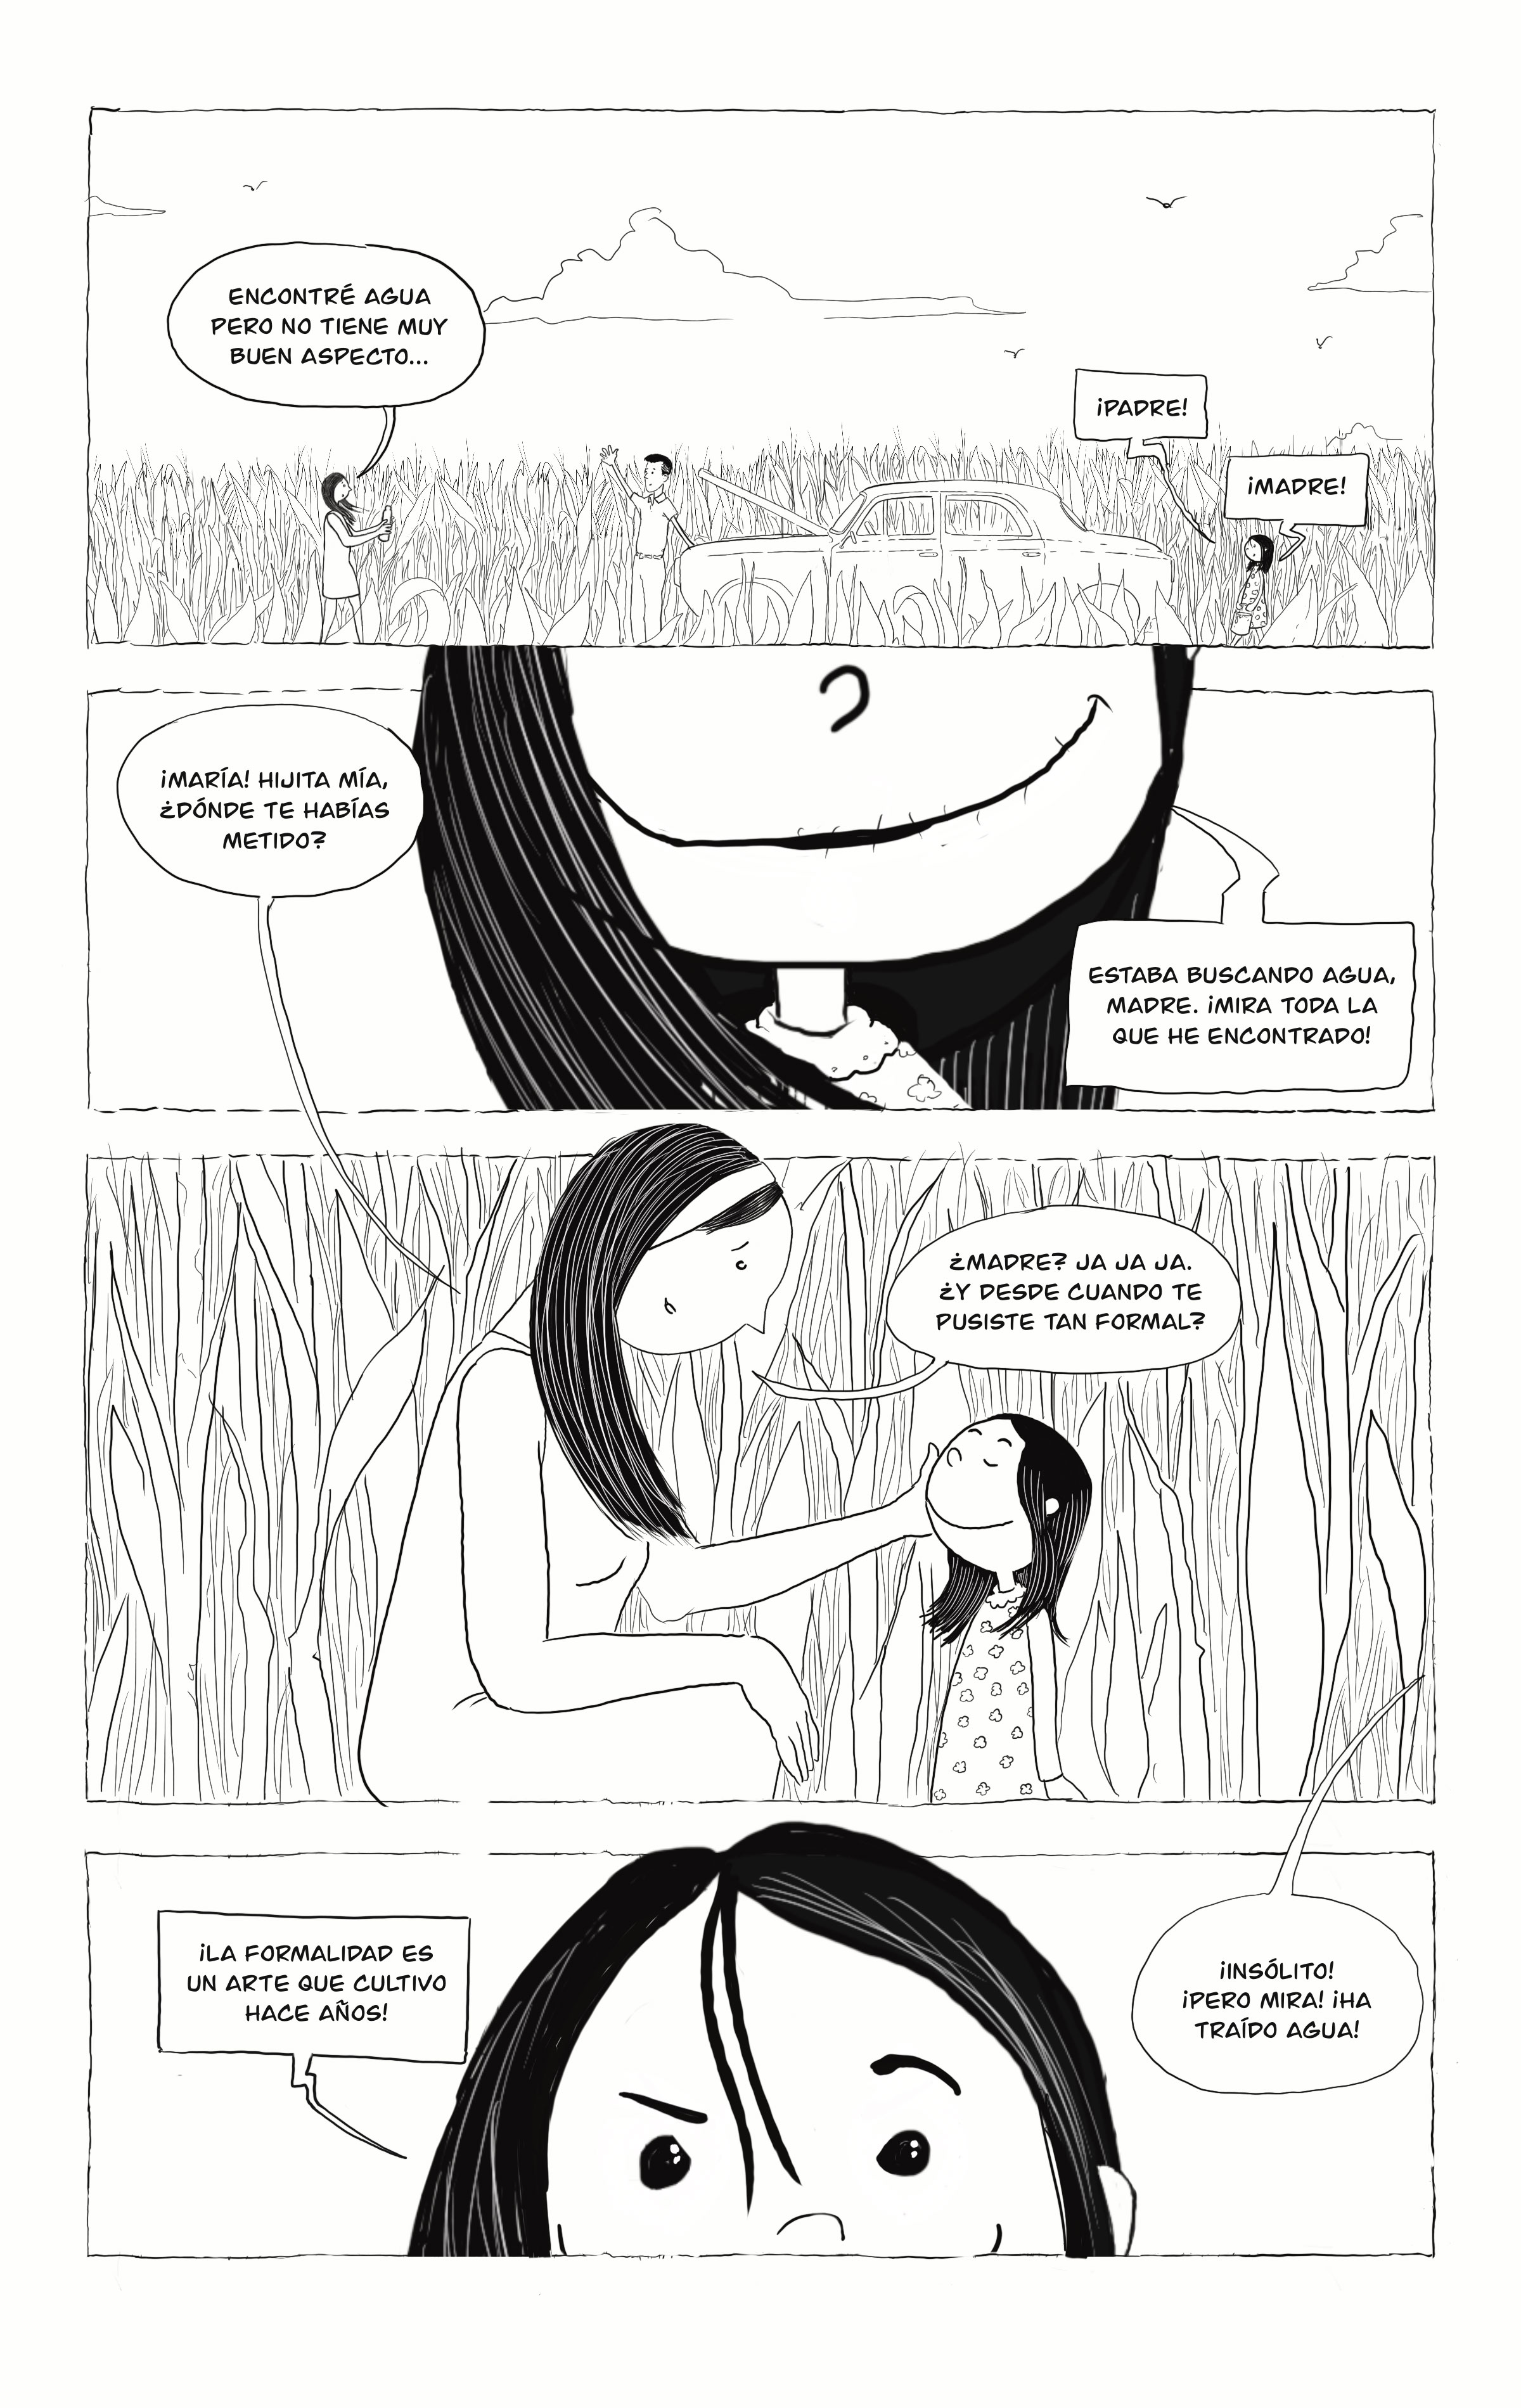 ENCONTRÉ AGUA
PERO NO TIENE MUY
BUEN ASPECTO...
¡PADRE!
¡MADRE!
¡MARÍA! HIJITA MÍA,
¿DÓNDE TE HABÍAS
METIDO?
ESTABA BUSCANDO AGUA,
MADRE. ¡MIRA TODA LA
QUE HE ENCONTRADO!
¿MADRE? JA JA JA.
¿Y DESDE CUANDO TE
PUSISTE TAN FORMAL?
¡LA FORMALIDAD ES
UN ARTE QUE CULTIVO
HACE AÑOS!
¡INSÓLITO!
¡PERO MIRA! ¡HA
TRAÍDO AGUA!